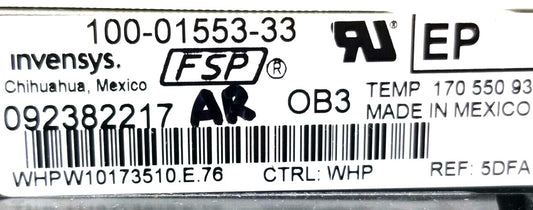 100-01553-33
invensys.
Chihuahua, Mexico
FSP®
EP
092382217 AR OB3
TEMP 170 550 93
MADE IN MEXICO
WHPW10173510.E.76 CTRL: WHP REF: 5DFA